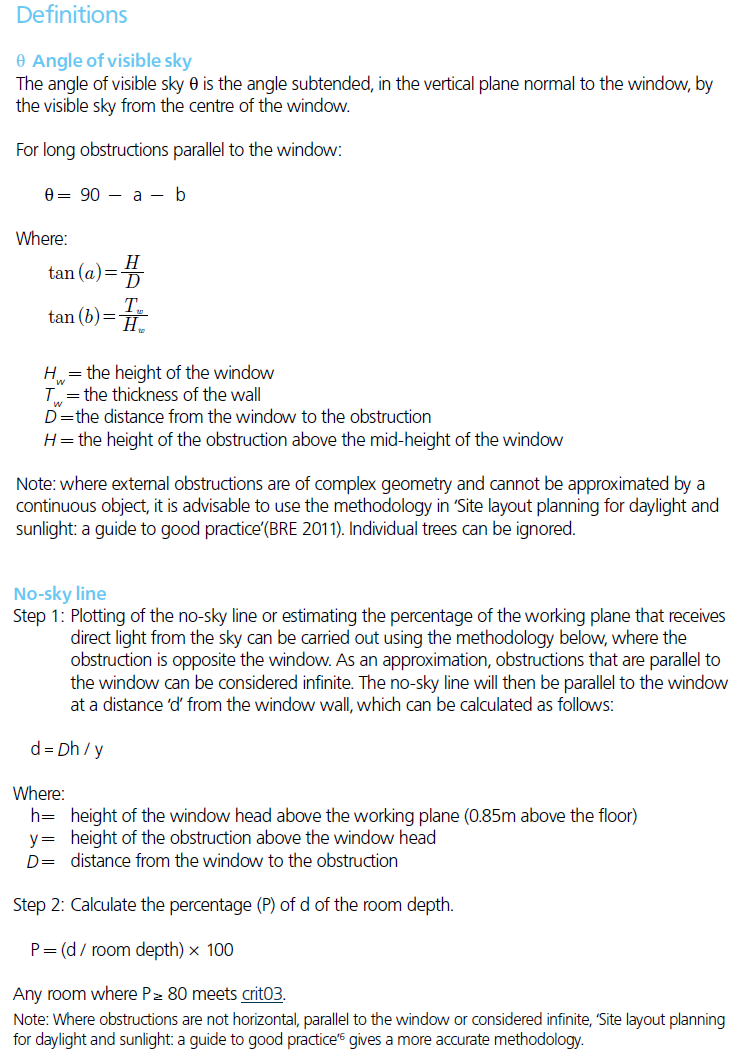 Definitions
θ Angle of visible sky
The angle of visible sky θ is the angle subtended, in the vertical plane normal to the window, by
the visible sky from the centre of the window.
For long obstructions parallel to the window:
θ = 90 − a − b
Where:
tan (a) = H/D
tan (b) = T_w/H_w
H_w = the height of the window
T_w = the thickness of the wall
D =the distance from the window to the obstruction
H = the height of the obstruction above the mid-height of the window
Note: where external obstructions are of complex geometry and cannot be approximated by a
continuous object, it is advisable to use the methodology in ‘Site layout planning for daylight and
sunlight: a guide to good practice’(BRE 2011). Individual trees can be ignored.
No-sky line
Step 1: Plotting of the no-sky line or estimating the percentage of the working plane that receives
direct light from the sky can be carried out using the methodology below, where the
obstruction is opposite the window. As an approximation, obstructions that are parallel to
the window can be considered infinite. The no-sky line will then be parallel to the window
at a distance ‘d’ from the window wall, which can be calculated as follows:
d = Dh / y
Where:
h= height of the window head above the working plane (0.85m above the floor)
y= height of the obstruction above the window head
D= distance from the window to the obstruction
Step 2: Calculate the percentage (P) of d of the room depth.
P = (d / room depth) × 100
Any room where P ≥ 80 meets crit03.
Note: Where obstructions are not horizontal, parallel to the window or considered infinite, ‘Site layout planning
for daylight and sunlight: a guide to good practice’⁶ gives a more accurate methodology.